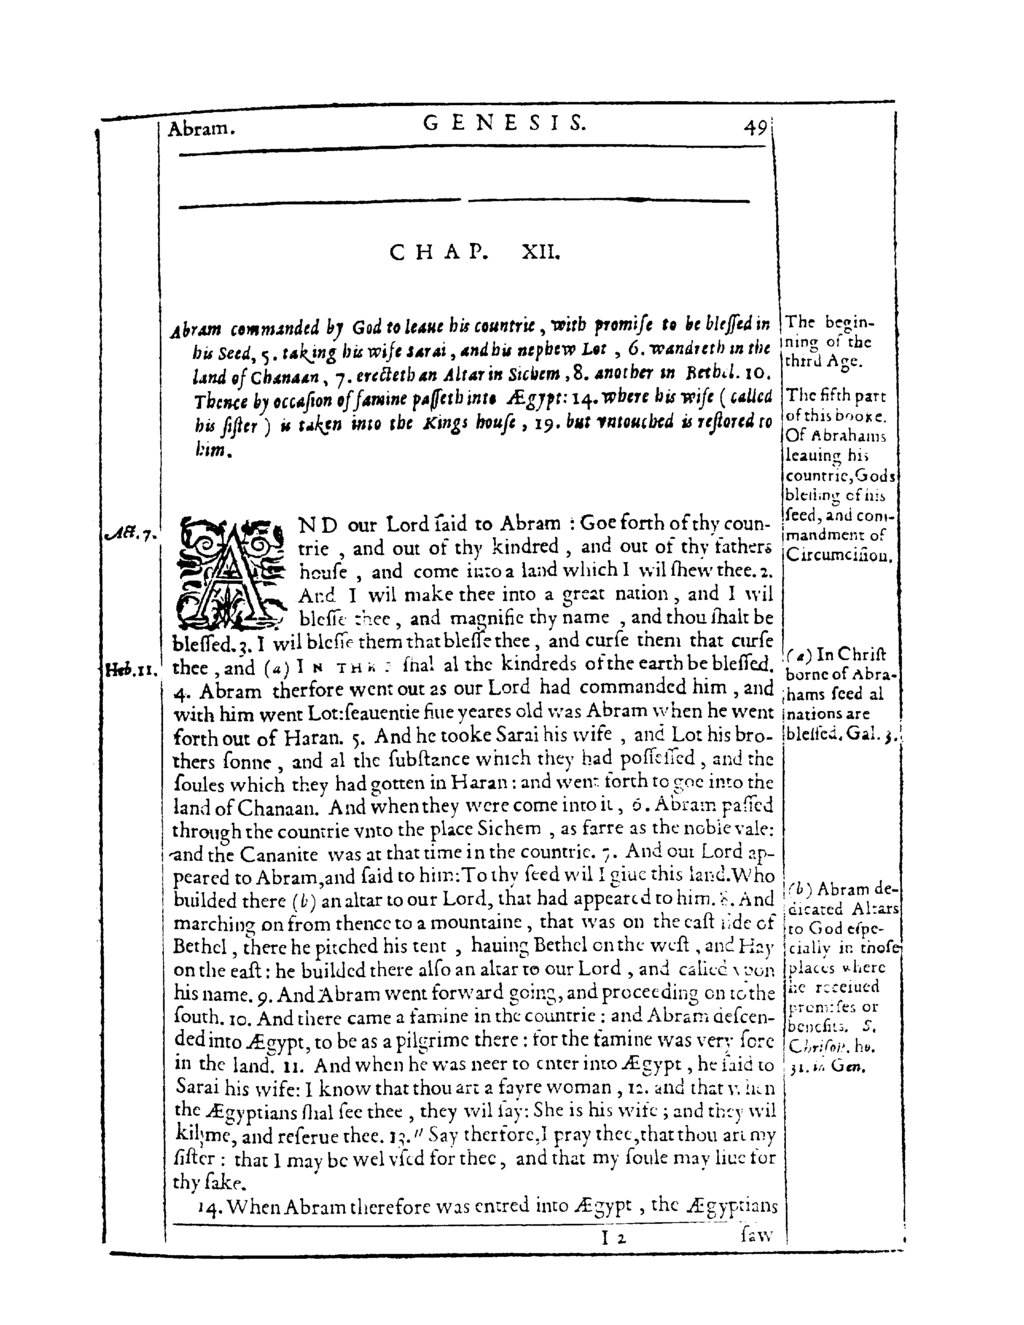 Abram. GENESIS. 49
CHAP. XII.
Abram commanded by God to leaue his countrie, with promiſe to be bleſſed in
his Seed, 5. taking his wife Sarai, and his nephew Lot, 6. wandreth in the
land of Chanaan, 7. erecteth an Altar in Sichem, 8. another in Bethel. 10.
Thence by occaſion of famine paſſeth into Ægypt: 14. where his wife (called
his ſiſter) is taken into the Kings houſe, 19. but vntouched is reſtored to
him.
The begin-
ning of the
third Age.
The fifth part
of this booke.
Of Abrahams
leauing his
countrie, Gods
bleſſing of his
ſeed, and com-
mandment of
Circumciſion.
Act. 7.
AND our Lord ſaid to Abram: Goe forth of thy coun-
trie, and out of thy kindred, and out of thy fathers
houſe, and come into a land which I wil ſhew thee. 2.
And I wil make thee into a great nation, and I wil
bleſſe thee, and magnifie thy name, and thou ſhalt be
bleſſed. 3. I wil bleſſe them that bleſſe thee, and curſe them that curſe
Heb. 11. thee, and (a) IN THEE ſhal al the kindreds of the earth be bleſſed.
4. Abram therfore went out as our Lord had commanded him, and
with him went Lot: ſeauentie fiue yeares old was Abram when he went
forth out of Haran. 5. And he tooke Sarai his wife, and Lot his bro-
thers ſonne, and al the ſubſtance which they had poſſeſſed, and the
ſoules which they had gotten in Haran: and went forth to goe into the
land of Chanaan. And when they were come into it, 6. Abram paſſed
through the countrie vnto the place Sichem, as farre as the noble vale:
and the Cananite was at that time in the countrie. 7. And our Lord ap-
peared to Abram, and ſaid to him: To thy ſeed wil I giue this land. Who
builded there (b) an altar to our Lord, that had appeared to him. 8. And
marching on from thence to a mountaine, that was on the eaſt ſide of
Bethel, there he pitched his tent, hauing Bethel on the weſt, and Hay
on the eaſt: he builded there alſo an altar to our Lord, and called vpon
his name. 9. And Abram went forward going, and proceeding on to the
ſouth. 10. And there came a famine in the countrie: and Abram deſcen-
ded into Ægypt, to be as a pilgrime there: for the famine was very ſore
in the land. 11. And when he was neer to enter into Ægypt, he ſaid to
Sarai his wife: I know that thou art a fayre woman, 12. and that when
the Ægyptians ſhal ſee thee, they wil ſay: She is his wife; and they wil
kil me, and reſerue thee. 13. " Say therfore, I pray thee, that thou art my
ſiſter: that I may be wel vſed for thee, and that my ſoule may liue for
thy ſake.
14. When Abram therefore was entred into Ægypt, the Ægyptians
I 2 ſaw
(a) In Chriſt
borne of Abra-
hams ſeed al
nations are
bleſſed. Gal. 3.
(b) Abram de-
dicated Altars
to God eſpe-
cially in thoſe
places where
he receiued
promiſes or
benefits. S.
Chriſoſt. ho.
31. in Gen.